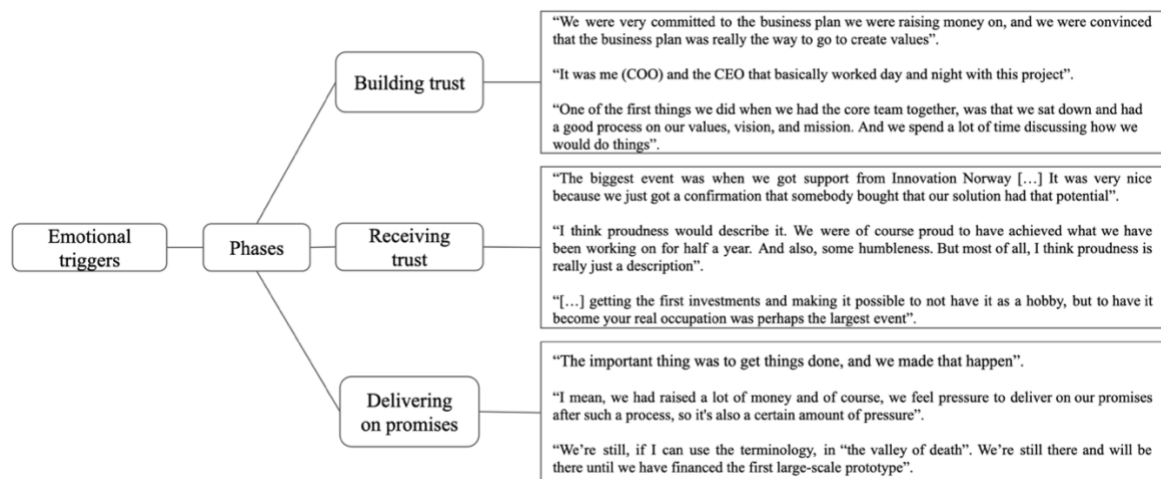 Emotional
triggers
Phases
Building trust
“We were very committed to the business plan we were raising money on, and we were convinced
that the business plan was really the way to go to create values”.
“It was me (COO) and the CEO that basically worked day and night with this project”.
“One of the first things we did when we had the core team together, was that we sat down and had
a good process on our values, vision, and mission. And we spend a lot of time discussing how we
would do things”.
Receiving
trust
“The biggest event was when we got support from Innovation Norway […] It was very nice
because we just got a confirmation that somebody bought that our solution had that potential”.
“I think proudness would describe it. We were of course proud to have achieved what we have
been working on for half a year. And also, some humbleness. But most of all, I think proudness is
really just a description”.
“[…] getting the first investments and making it possible to not have it as a hobby, but to have it
become your real occupation was perhaps the largest event”.
Delivering
on promises
“The important thing was to get things done, and we made that happen”.
“I mean, we had raised a lot of money and of course, we feel pressure to deliver on our promises
after such a process, so it's also a certain amount of pressure”.
“We’re still, if I can use the terminology, in “the valley of death”. We’re still there and will be
there until we have financed the first large-scale prototype”.